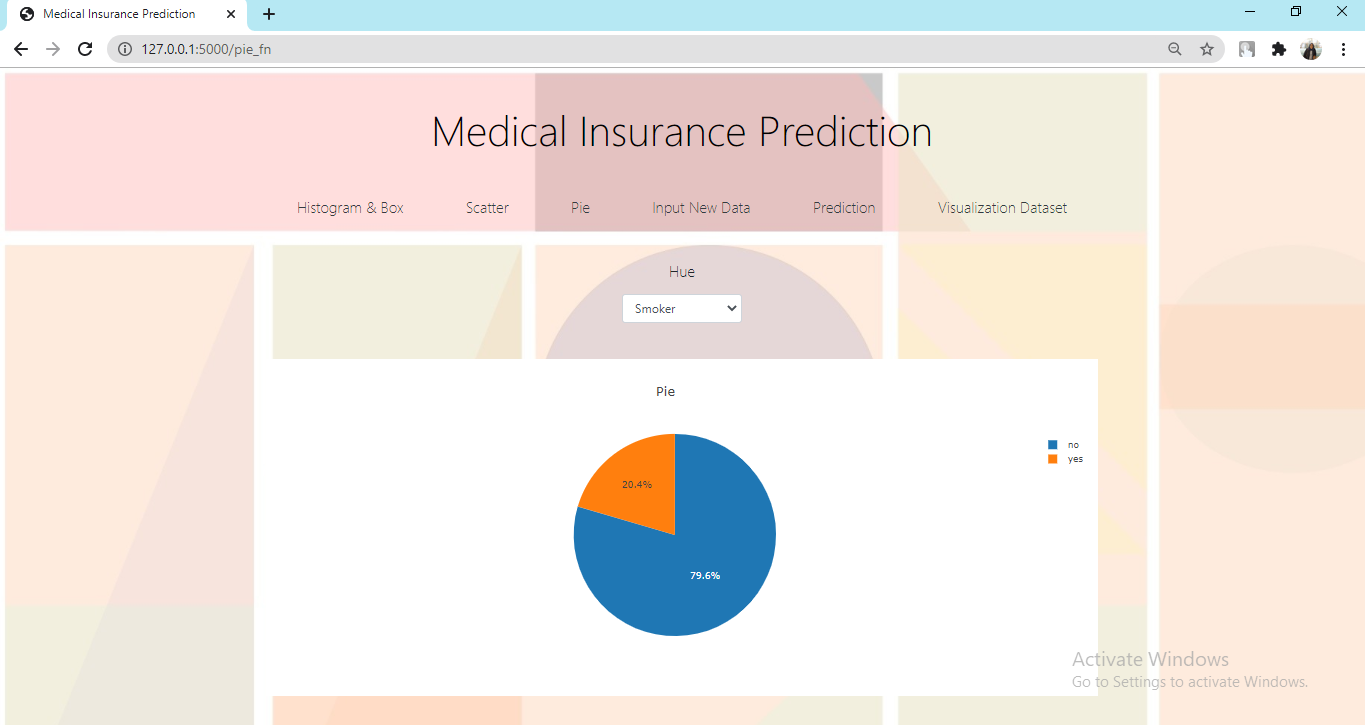 Medical Insurance Prediction
127.0.0.1:5000/pie_fn
Medical Insurance Prediction
Histogram & Box Scatter Pie Input New Data Prediction Visualization Dataset
Hue
Smoker
Pie
no
yes
20.4%
79.6%
Activate Windows
Go to Settings to activate Windows.